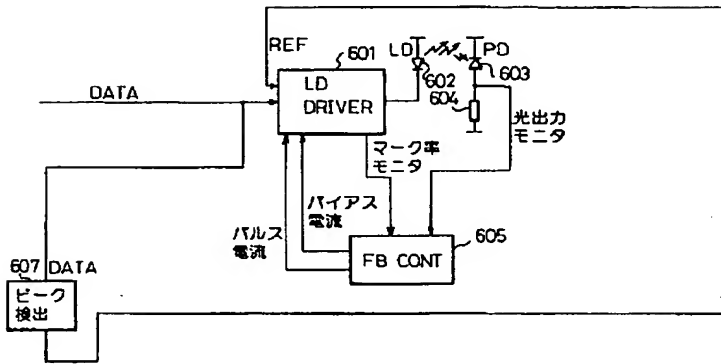 REF
601
LD
PD
LD
DRIVER
602
603
604
DATA
光出力
モニタ
マーク率
モニタ
バイアス
電流
パルス
電流
605
FB CONT
607
DATA
ピーク
検出